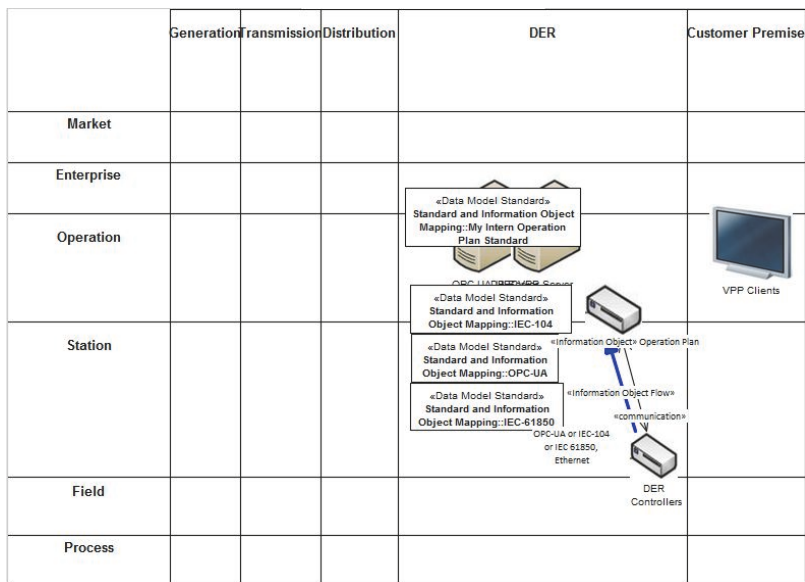 Generation Transmission Distribution DER Customer Premise
Market
Enterprise
«Data Model Standard»
Standard and Information Object
Mapping::My Intern Operation
Plan Standard
Operation
VPP Clients
«Data Model Standard»
Standard and Information
Object Mapping::IEC-104
Station
«Information Object» Operation Plan
«Data Model Standard»
Standard and Information
Object Mapping::OPC-UA
«Data Model Standard»
Standard and Information
Object Mapping::IEC-61850
«Information Object Flow»
«communication»
OPC-UA or IEC-104
or IEC 61850,
Ethernet
Field
DER
Controllers
Process